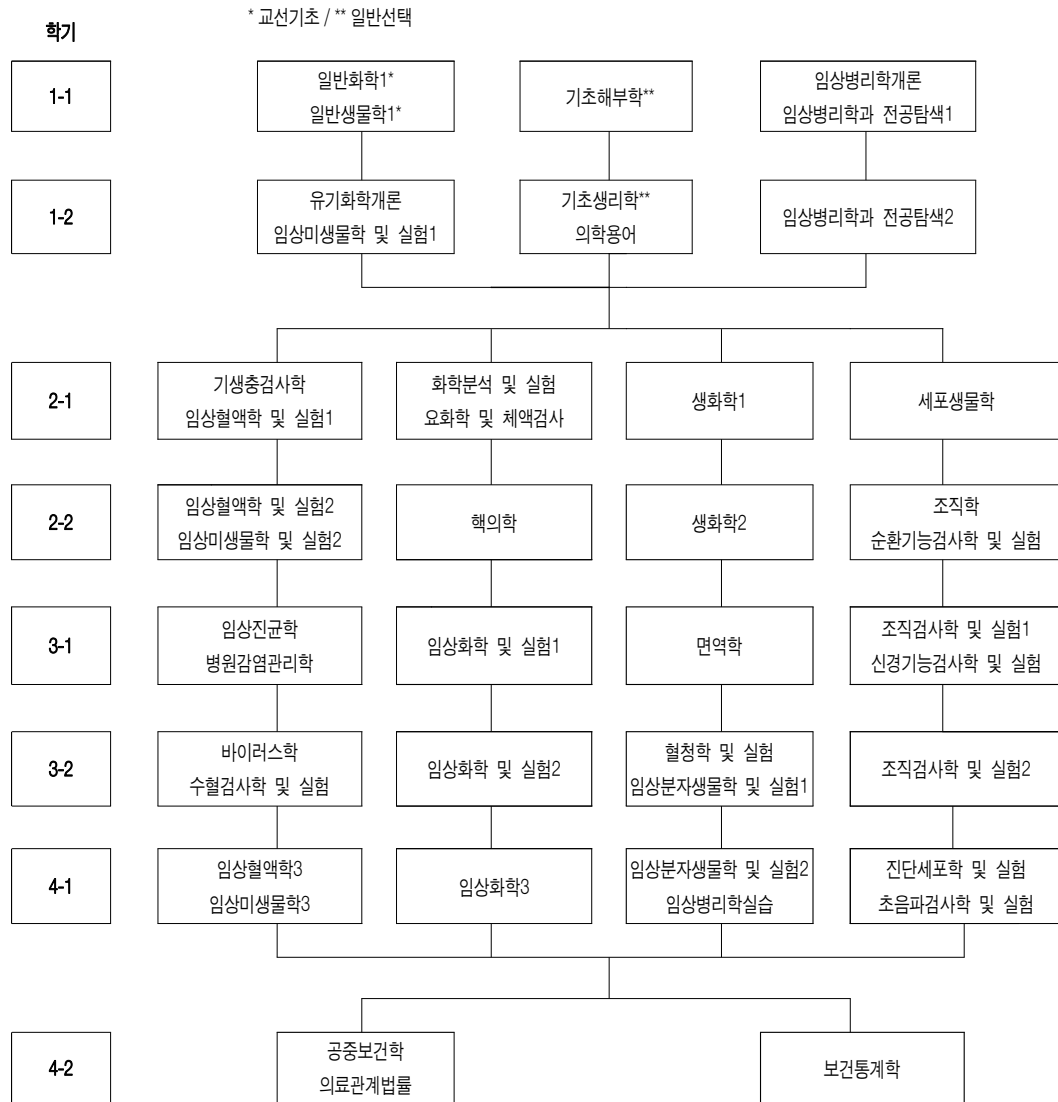 * 교선기초 / ** 일반선택
학기
1-1
일반화학1*
일반생물학1*
기초해부학**
임상병리학개론
임상병리학과 전공탐색1
1-2
유기화학개론
임상미생물학 및 실험1
기초생리학**
의학용어
임상병리학과 전공탐색2
2-1
기생충검사학
임상혈액학 및 실험1
화학분석 및 실험
요화학 및 체액검사
생화학1
세포생물학
2-2
임상혈액학 및 실험2
임상미생물학 및 실험2
핵의학
생화학2
조직학
순환기능검사학 및 실험
3-1
임상진균학
병원감염관리학
임상화학 및 실험1
면역학
조직검사학 및 실험1
신경기능검사학 및 실험
3-2
바이러스학
수혈검사학 및 실험
임상화학 및 실험2
혈청학 및 실험
임상분자생물학 및 실험1
조직검사학 및 실험2
4-1
임상혈액학3
임상미생물학3
임상화학3
임상분자생물학 및 실험2
임상병리학실습
진단세포학 및 실험
초음파검사학 및 실험
4-2
공중보건학
의료관계법률
보건통계학